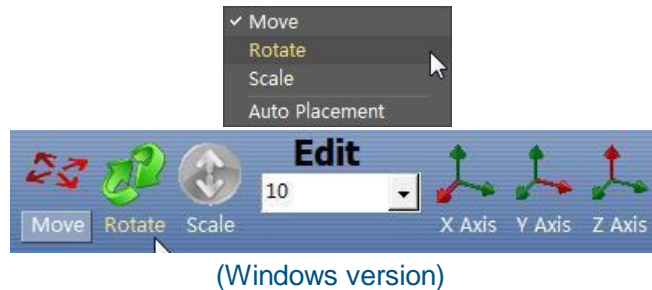 Move
Rotate
Scale
Auto Placement
Edit
10
Move Rotate Scale X Axis Y Axis Z Axis
(Windows version)